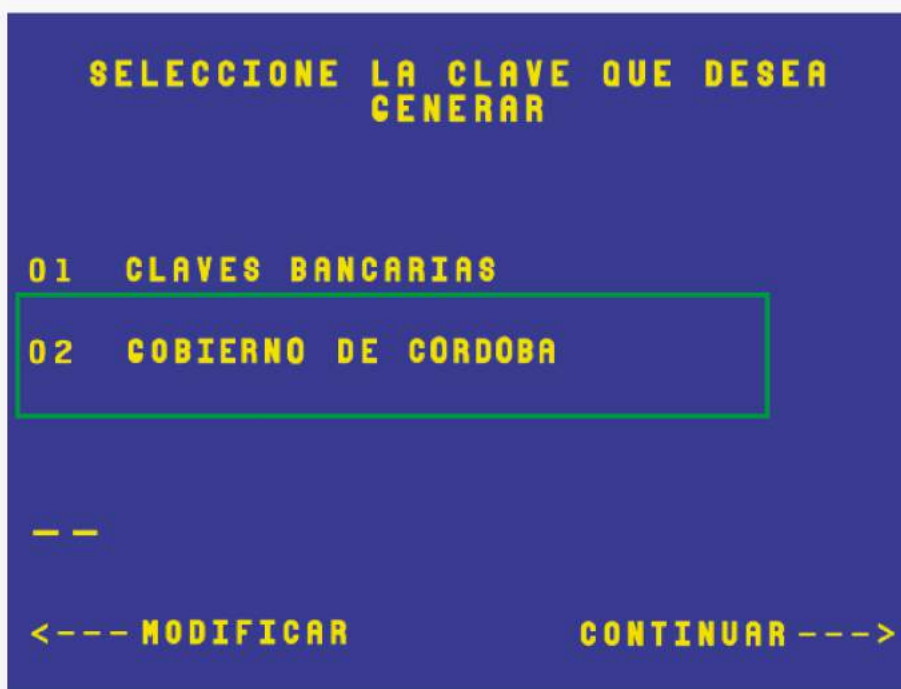 SELECCIONE LA CLAVE QUE DESEA
GENERAR
01 CLAVES BANCARIAS
02 GOBIERNO DE CORDOBA
— —
<--- MODIFICAR CONTINUAR --->